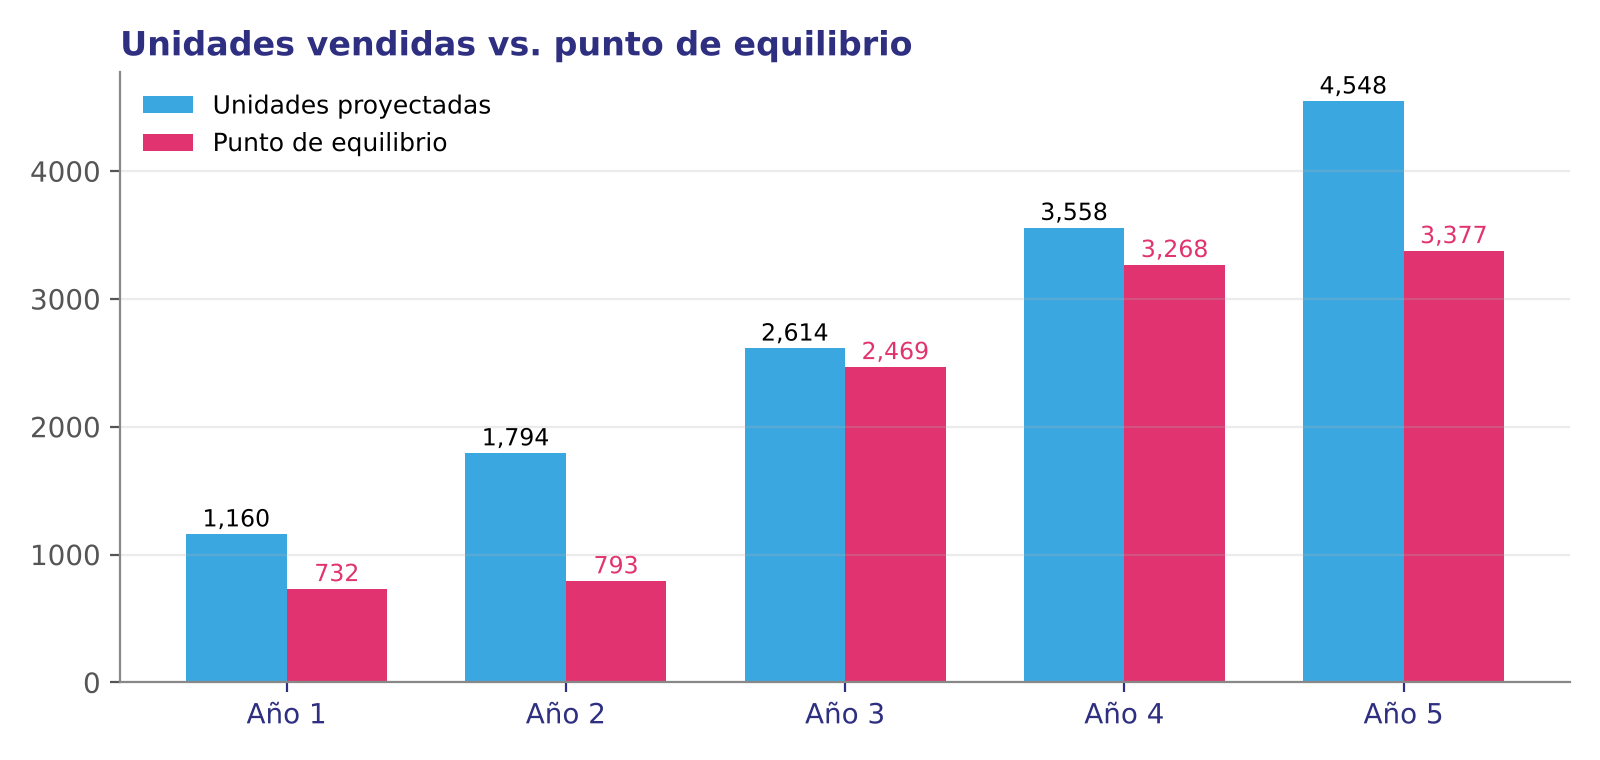 Unidades vendidas vs. punto de equilibrio
Unidades proyectadas
Punto de equilibrio
4,548
4000
3,558
3,268
3,377
3000
2,614
2,469
2000
1,794
1,160
1000
732
793
0
Año 1
Año 2
Año 3
Año 4
Año 5